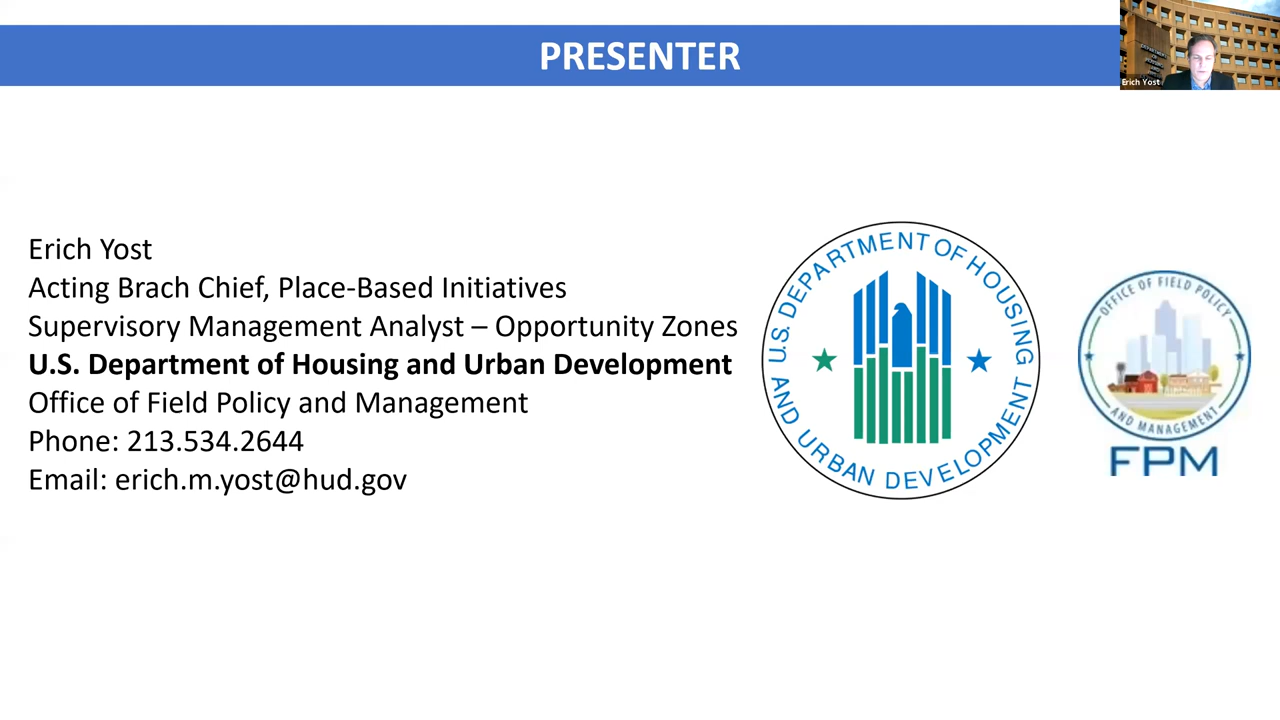 PRESENTER
Erich Yost
Erich Yost
Acting Brach Chief, Place-Based Initiatives
Supervisory Management Analyst – Opportunity Zones
U.S. Department of Housing and Urban Development
Office of Field Policy and Management
Phone: 213.534.2644
Email: erich.m.yost@hud.gov
U.S. DEPARTMENT OF HOUSING
AND URBAN DEVELOPMENT
OFFICE OF FIELD POLICY
AND MANAGEMENT
FPM